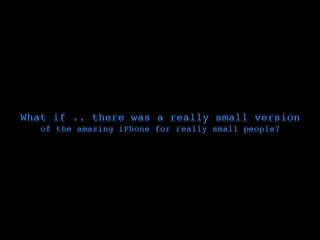 What if .. there was a really small version
of the amazing iPhone for really small people?